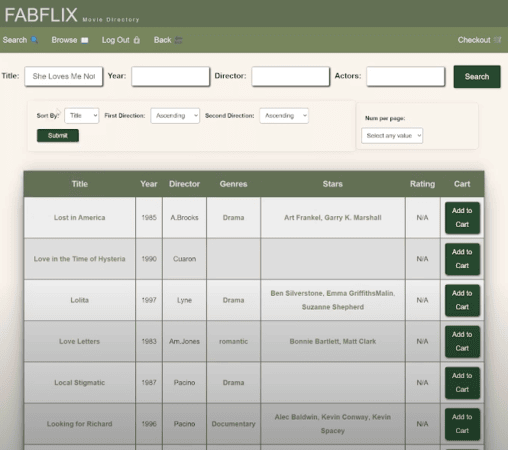 FABFLIX Movie Directory
Search Browse Log Out Back Checkout
Title: She Loves Me Not Year: Director: Actors: Search
Sort By: Title First Direction: Ascending Second Direction: Ascending
Num per page:
Submit
Select any value
Title Year Director Genres Stars Rating Cart
Lost in America 1985 A.Brooks Drama Art Frankel, Garry K. Marshall N/A Add to Cart
Love in the Time of Hysteria 1990 Cuaron N/A Add to Cart
Lolita 1997 Lyne Drama Ben Silverstone, Emma GriffithsMalin, Suzanne Shepherd N/A Add to Cart
Love Letters 1983 Am.Jones romantic Bonnie Bartlett, Matt Clark N/A Add to Cart
Local Stigmatic 1987 Pacino Drama N/A Add to Cart
Looking for Richard 1996 Pacino Documentary Alec Baldwin, Kevin Conway, Kevin Spacey N/A Add to Cart